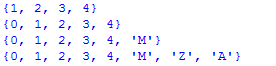 {1, 2, 3, 4}
{0, 1, 2, 3, 4}
{0, 1, 2, 3, 4, 'M'}
{0, 1, 2, 3, 4, 'M', 'Z', 'A'}